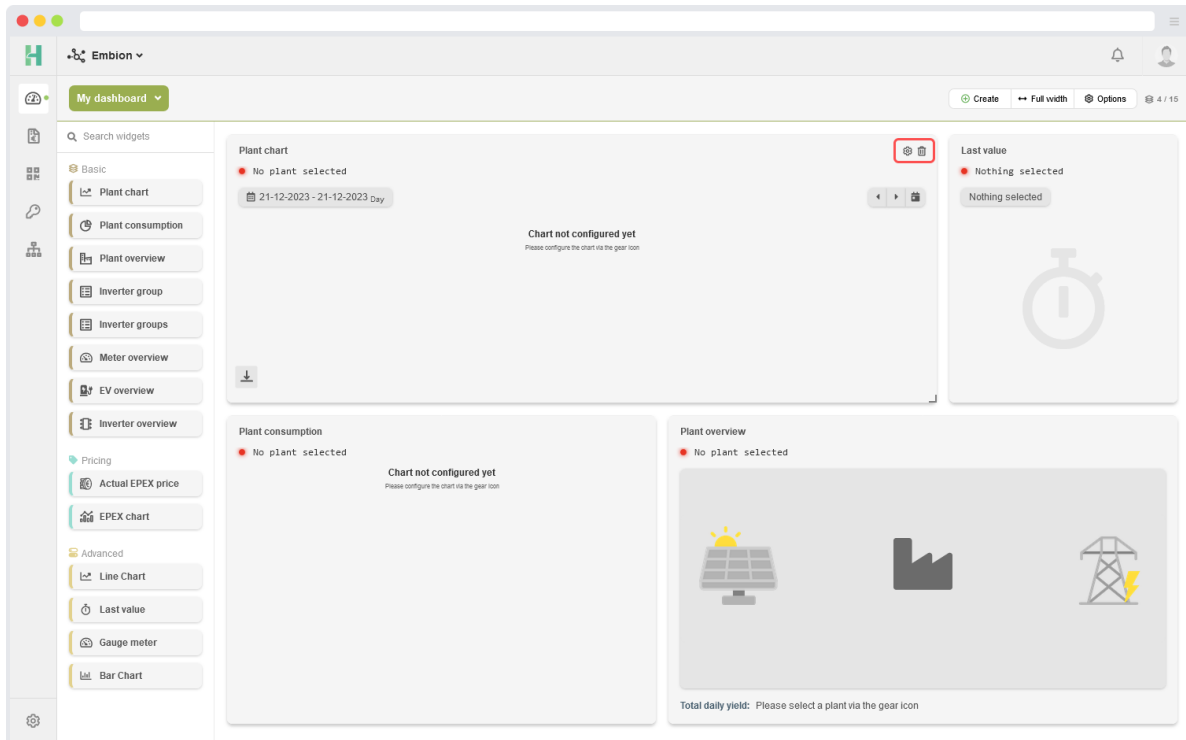 Embion
My dashboard
Create
Full width
Options
4 / 15
Search widgets
Basic
Plant chart
Plant consumption
Plant overview
Inverter group
Inverter groups
Meter overview
EV overview
Inverter overview
Pricing
Actual EPEX price
EPEX chart
Advanced
Line Chart
Last value
Gauge meter
Bar Chart
Plant chart
No plant selected
21-12-2023 - 21-12-2023 Day
Chart not configured yet
Please configure the chart via the gear icon
Last value
Nothing selected
Nothing selected
Plant consumption
No plant selected
Chart not configured yet
Please configure the chart via the gear icon
Plant overview
No plant selected
Total daily yield: Please select a plant via the gear icon